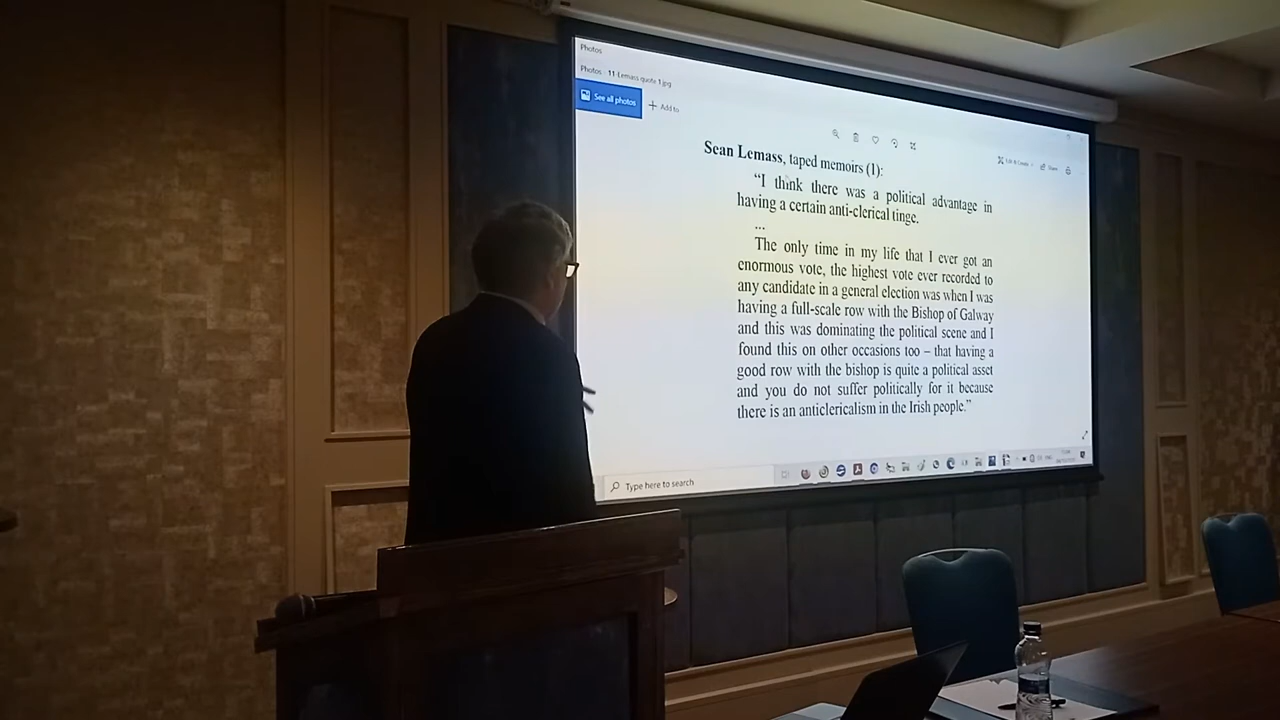 Photos
Photos - 11-Lemass quote 1.jpg
See all photos
Add to
Edit & Create
Share
Sean Lemass, taped memoirs (1):
“I think there was a political advantage in
having a certain anti-clerical tinge.
...
The only time in my life that I ever got an
enormous vote, the highest vote ever recorded to
any candidate in a general election was when I was
having a full-scale row with the Bishop of Galway
and this was dominating the political scene and I
found this on other occasions too – that having a
good row with the bishop is quite a political asset
and you do not suffer politically for it because
there is an anticlericalism in the Irish people.”
Type here to search